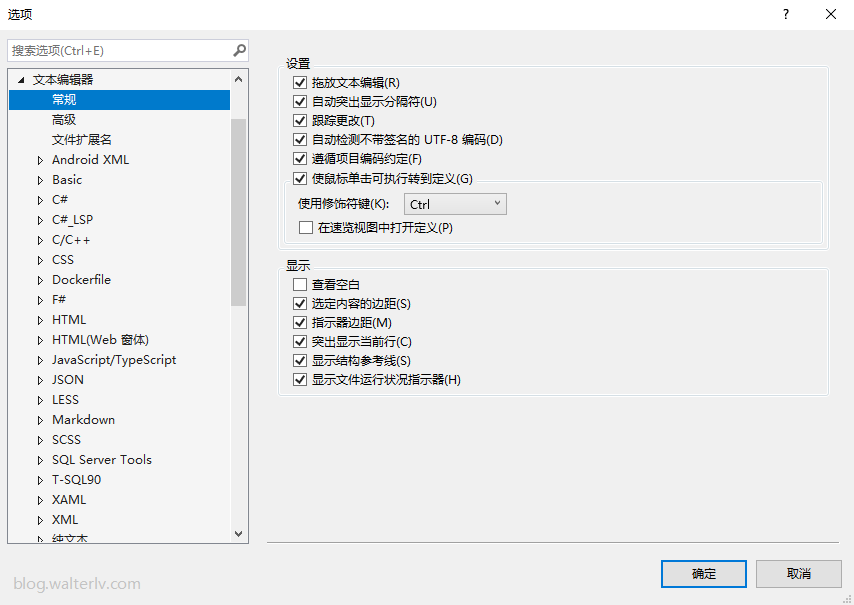 选项
?
搜索选项(Ctrl+E)
文本编辑器
常规
高级
文件扩展名
Android XML
Basic
C#
C#_LSP
C/C++
CSS
Dockerfile
F#
HTML
HTML(Web 窗体)
JavaScript/TypeScript
JSON
LESS
Markdown
SCSS
SQL Server Tools
T-SQL90
XAML
XML
纯文本
设置
拖放文本编辑(R)
自动突出显示分隔符(U)
跟踪更改(T)
自动检测不带签名的 UTF-8 编码(D)
遵循项目编码约定(F)
使鼠标单击可执行转到定义(G)
使用修饰符键(K): Ctrl
在速览视图中打开定义(P)
显示
查看空白
选定内容的边距(S)
指示器边距(M)
突出显示当前行(C)
显示结构参考线(S)
显示文件运行状况指示器(H)
确定 取消
blog.walterlv.com